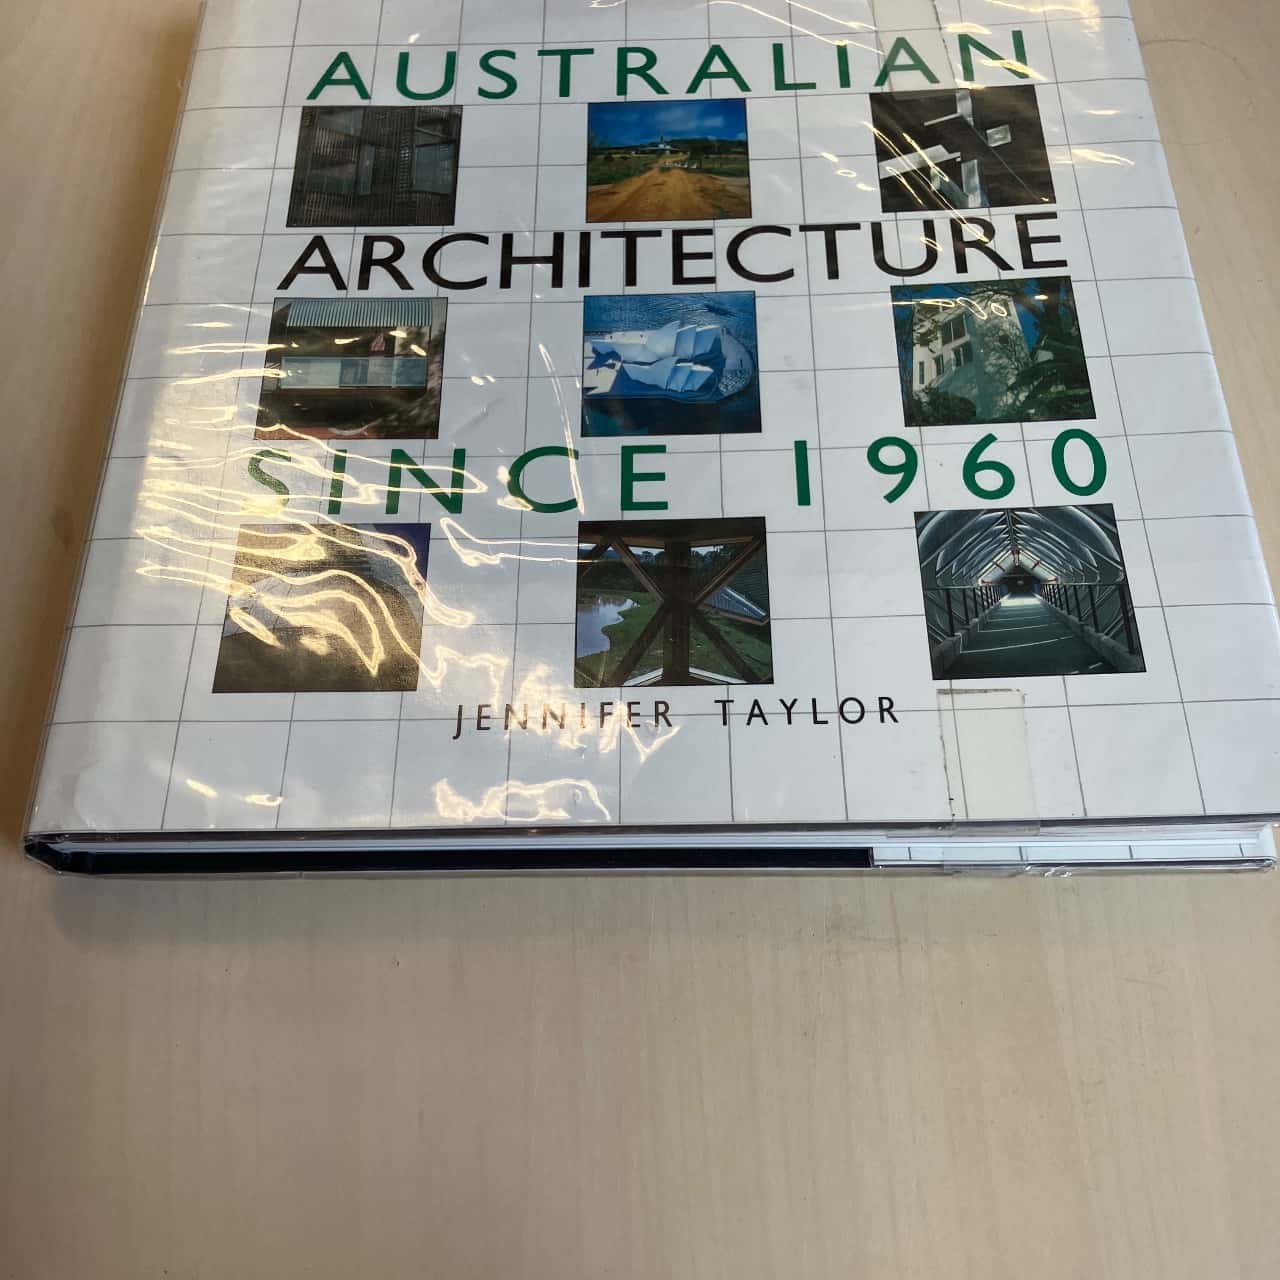 AUSTRALIAN
ARCHITECTURE
SINCE 1960
JENNIFER TAYLOR